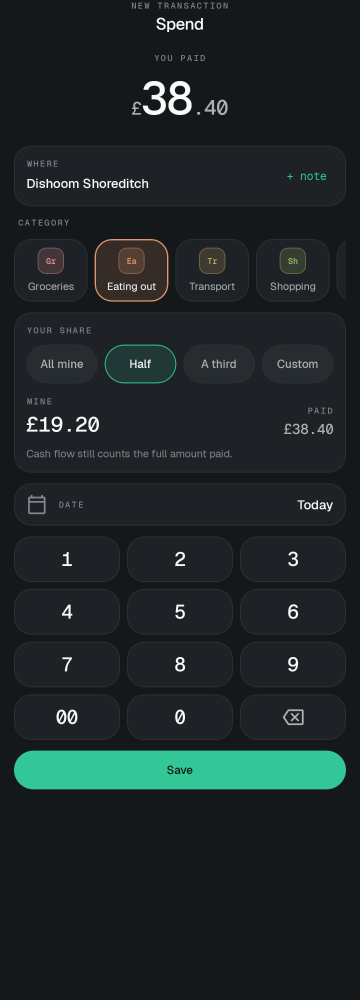 NEW TRANSACTION
Spend
YOU PAID
£38.40
WHERE
Dishoom Shoreditch
+ note
CATEGORY
Gr
Ea
Tr
Sh
Groceries
Eating out
Transport
Shopping
YOUR SHARE
All mine
Half
A third
Custom
MINE
£19.20
PAID
£38.40
Cash flow still counts the full amount paid.
DATE
Today
1
2
3
4
5
6
7
8
9
00
0
Save